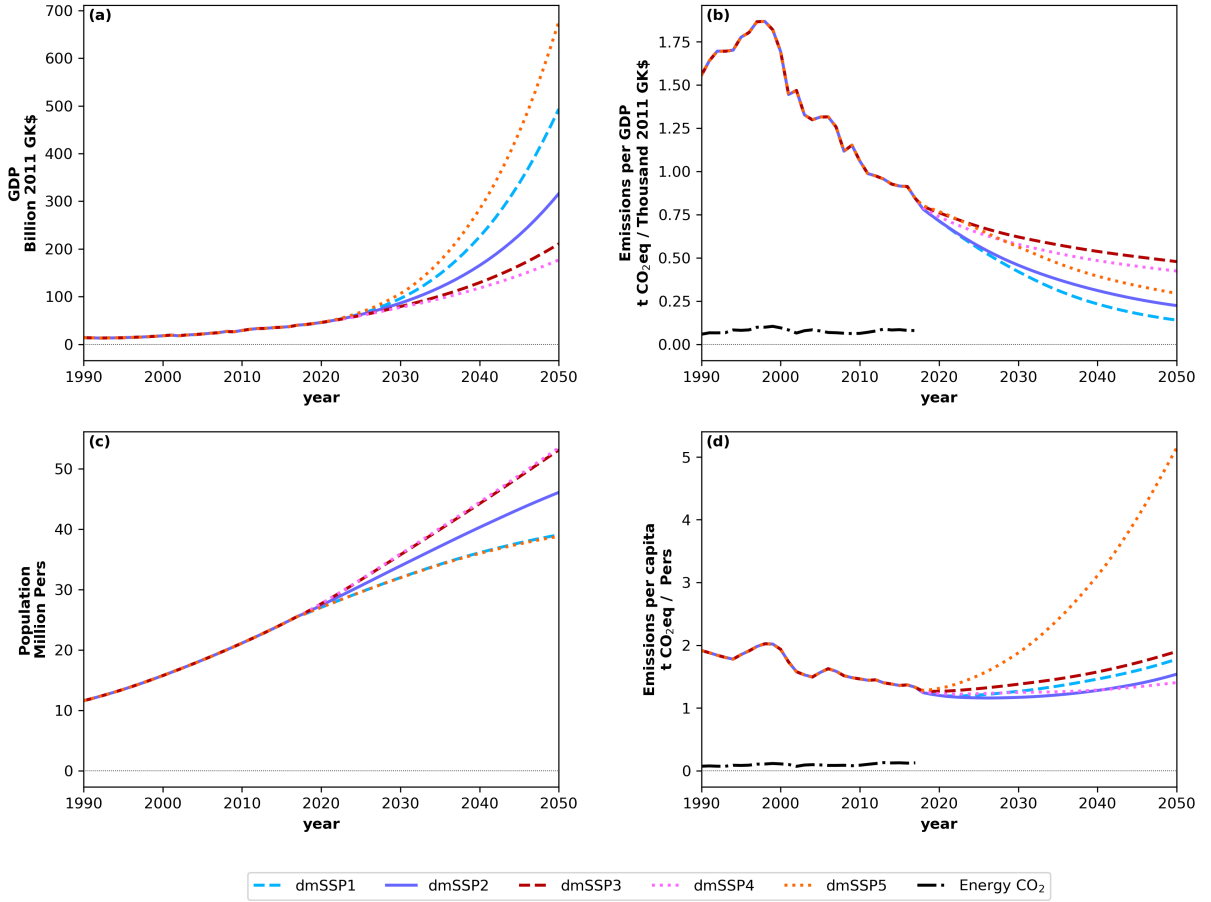 (a)
700
600
500
400
300
200
100
0
GDP
Billion 2011 GK$
1990 2000 2010 2020 2030 2040 2050
year
(b)
1.75
1.50
1.25
1.00
0.75
0.50
0.25
0.00
Emissions per GDP
t CO₂eq / Thousand 2011 GK$
1990 2000 2010 2020 2030 2040 2050
year
(c)
50
40
30
20
10
0
Population
Million Pers
1990 2000 2010 2020 2030 2040 2050
year
(d)
5
4
3
2
1
0
Emissions per capita
t CO₂eq / Pers
1990 2000 2010 2020 2030 2040 2050
year
dmSSP1 dmSSP2 dmSSP3 dmSSP4 dmSSP5 Energy CO₂